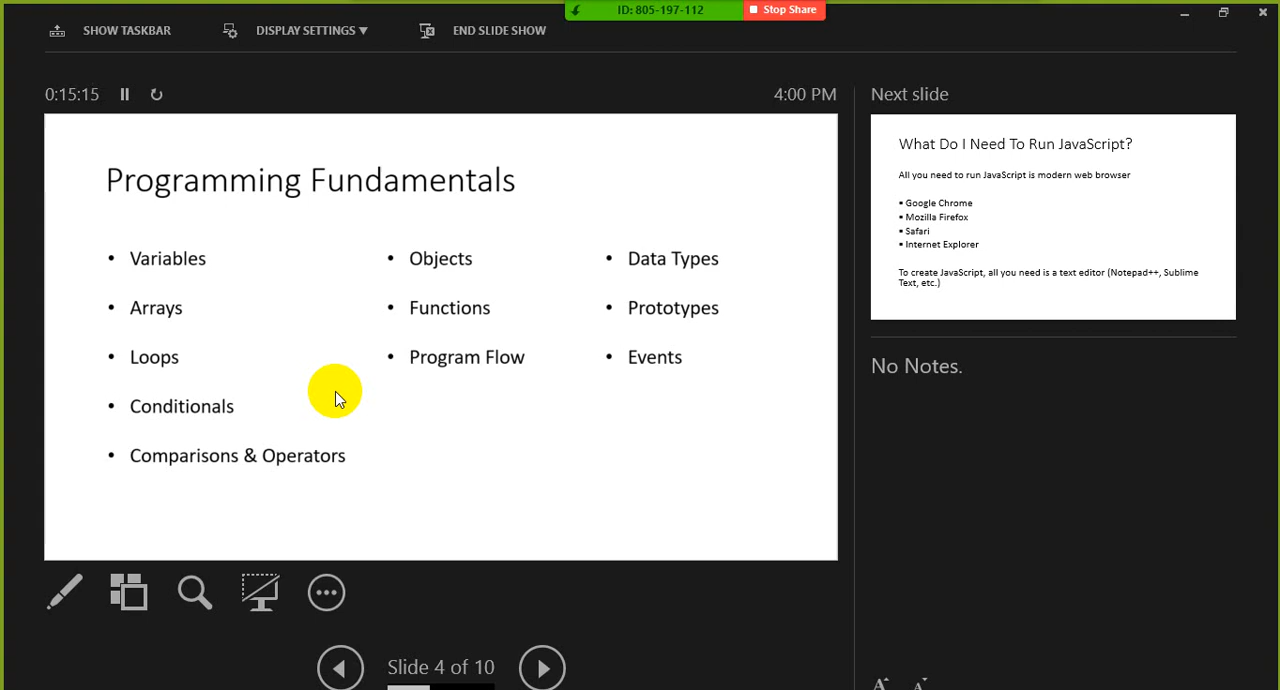 ID: 805-197-112 Stop Share
SHOW TASKBAR DISPLAY SETTINGS ▼ END SLIDE SHOW
0:15:15 4:00 PM
Programming Fundamentals
• Variables
• Arrays
• Loops
• Conditionals
• Comparisons & Operators
• Objects
• Functions
• Program Flow
• Data Types
• Prototypes
• Events
Next slide
What Do I Need To Run JavaScript?
All you need to run JavaScript is modern web browser
▪ Google Chrome
▪ Mozilla Firefox
▪ Safari
▪ Internet Explorer
To create JavaScript, all you need is a text editor (Notepad++, Sublime
Text, etc.)
No Notes.
Slide 4 of 10
A A